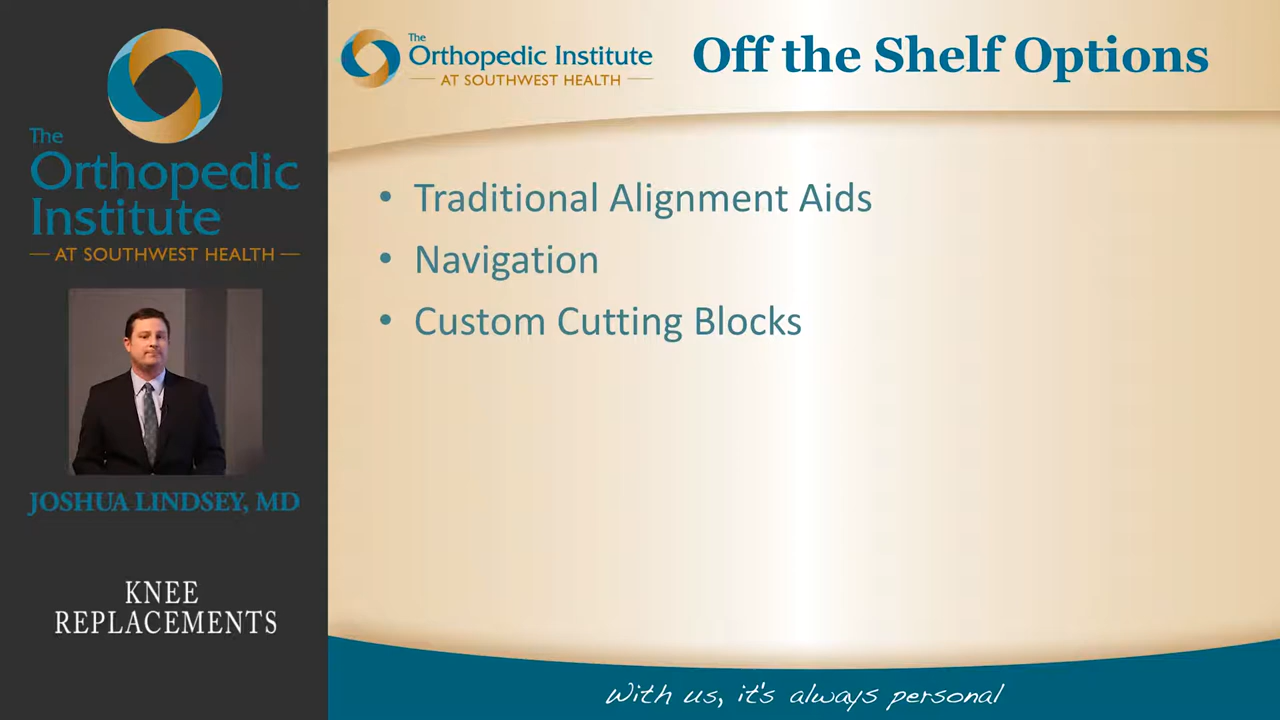 The
Orthopedic
Institute
AT SOUTHWEST HEALTH
JOSHUA LINDSEY, MD
KNEE
REPLACEMENTS
The
Orthopedic Institute
AT SOUTHWEST HEALTH
Off the Shelf Options
• Traditional Alignment Aids
• Navigation
• Custom Cutting Blocks
With us, it's always personal